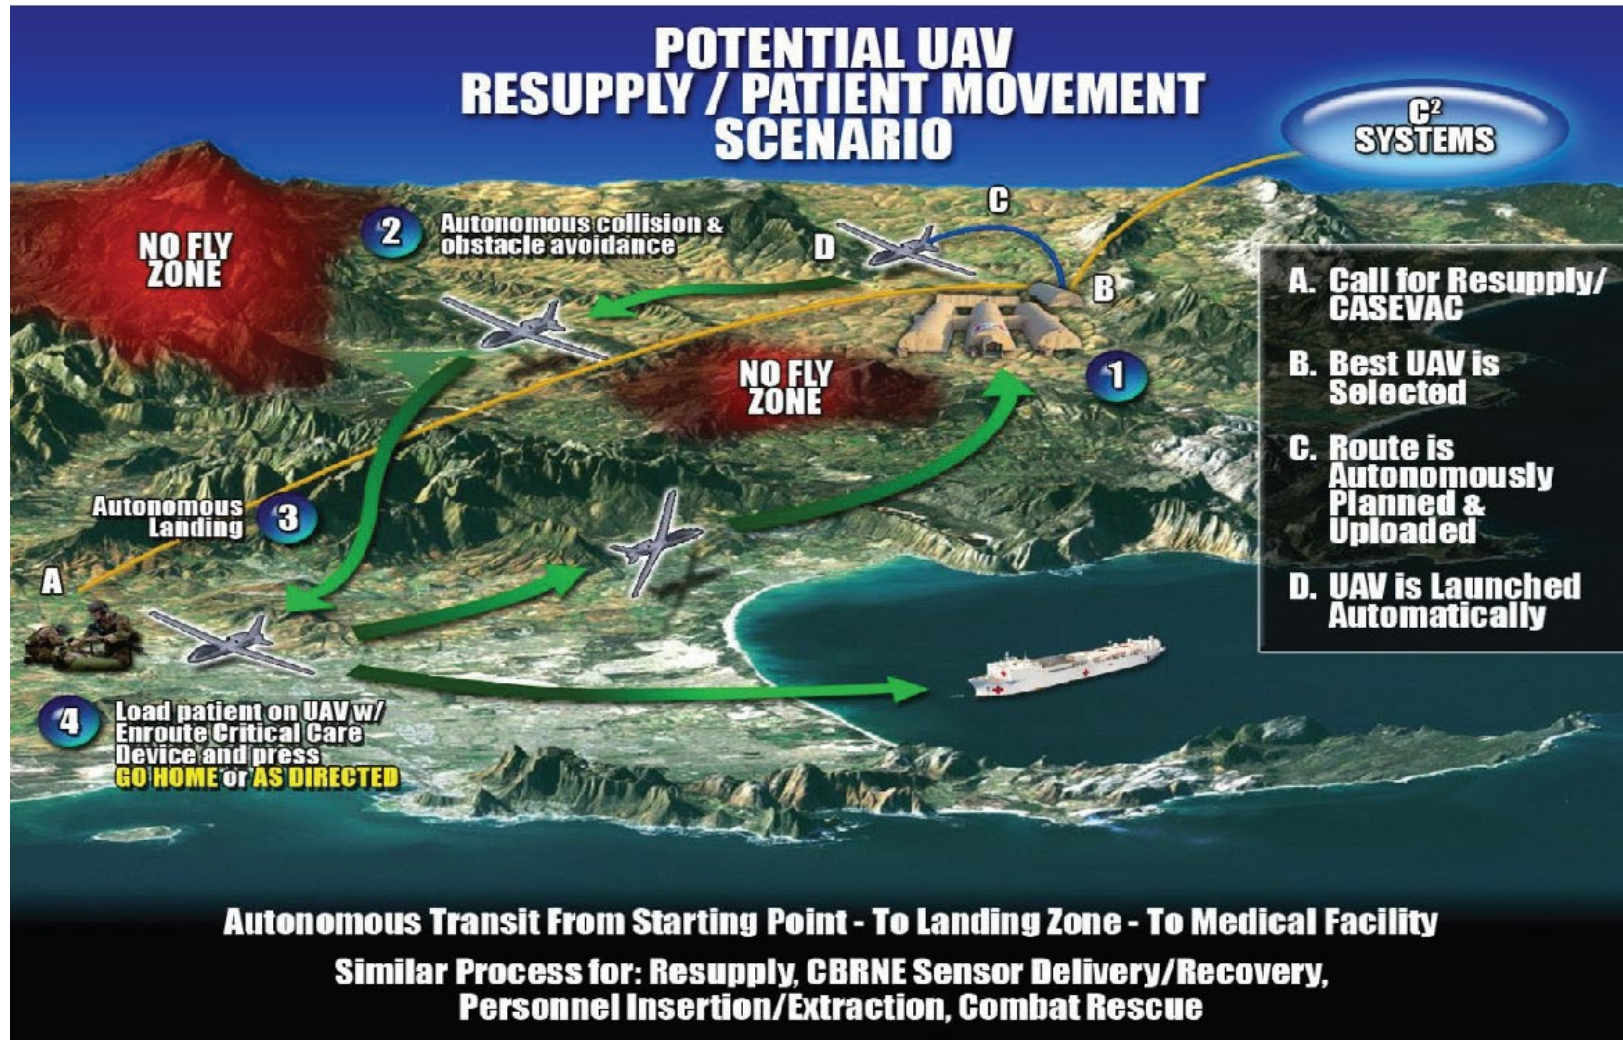 POTENTIAL UAV
RESUPPLY / PATIENT MOVEMENT
SCENARIO
C² SYSTEMS
NO FLY
ZONE
2
Autonomous collision &
obstacle avoidance
D
C
B
NO FLY
ZONE
1
A. Call for Resupply/
CASEVAC
B. Best UAV is
Selected
C. Route is
Autonomously
Planned &
Uploaded
D. UAV is Launched
Automatically
Autonomous
Landing
3
A
4
Load patient on UAV w/
Enroute Critical Care
Device and press
GO HOME or AS DIRECTED
Autonomous Transit From Starting Point - To Landing Zone - To Medical Facility
Similar Process for: Resupply, CBRNE Sensor Delivery/Recovery,
Personnel Insertion/Extraction, Combat Rescue